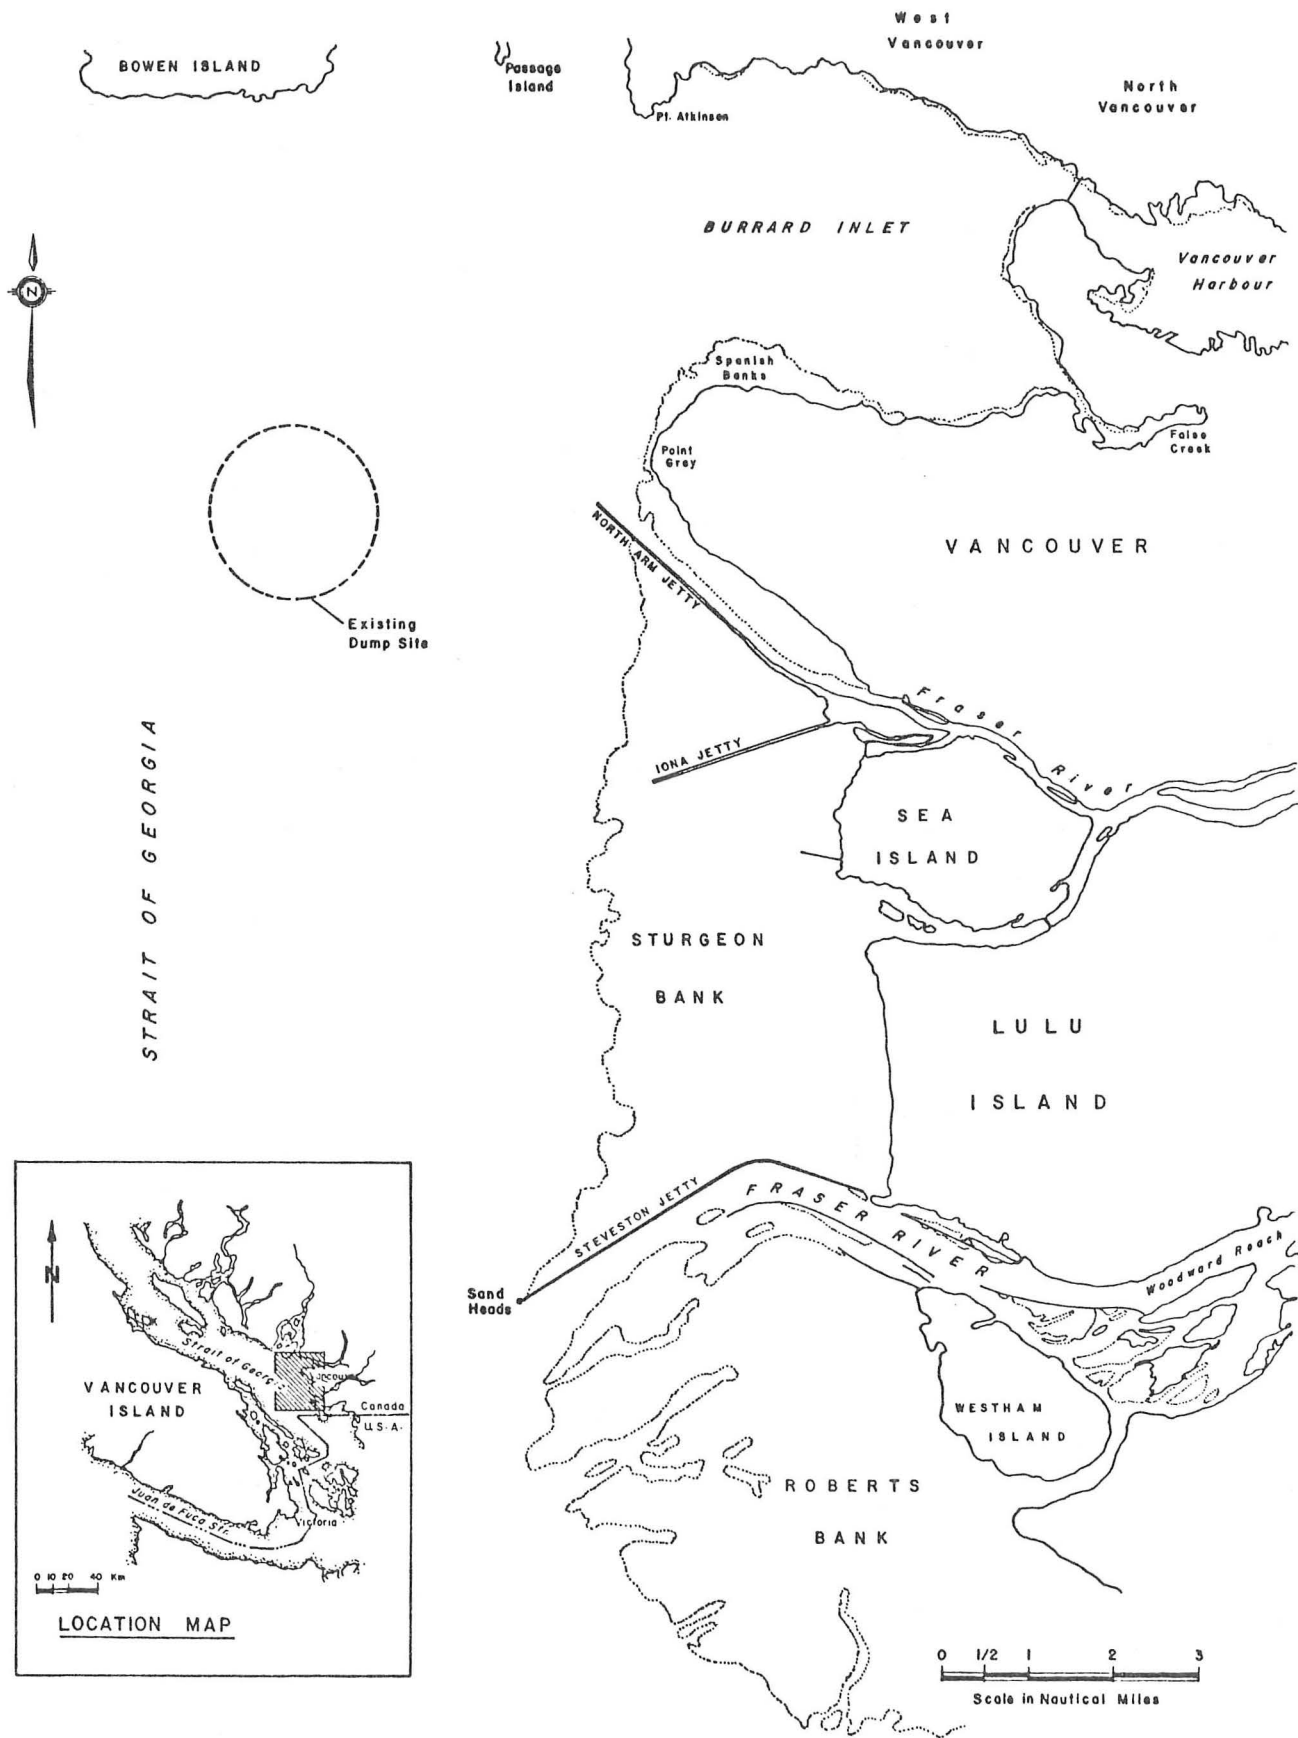 West
Vancouver
BOWEN ISLAND
Passage
Island
North
Vancouver
Pt. Atkinson
BURRARD INLET
Vancouver
Harbour
N
Spanish
Banks
False
Creek
Point
Grey
NORTH ARM JETTY
VANCOUVER
Existing
Dump Site
Fraser
River
IONA JETTY
STRAIT OF GEORGIA
SEA
ISLAND
STURGEON
BANK
LULU
ISLAND
STEVESTON JETTY
FRASER RIVER
Woodward Reach
Sand
Heads
WESTHAM
ISLAND
ROBERTS
BANK
N
Strait of Georg
ncouver
VANCOUVER
ISLAND
Canada
U.S.A.
Juan de Fuca Str.
Victoria
0 10 20 40 Km
LOCATION MAP
0 1/2 1 2 3
Scale in Nautical Miles